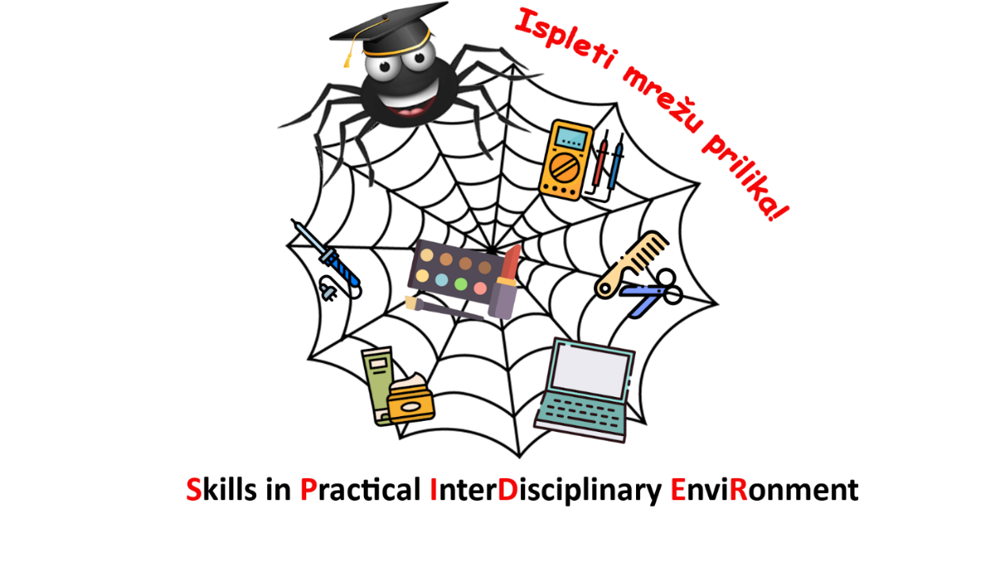 Ispleti mrežu prilika!
Skills in Practical InterDisciplinary EnviRonment